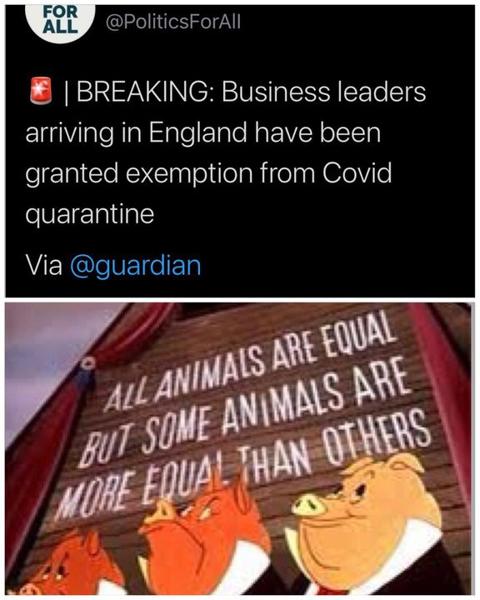 FOR
ALL
@PoliticsForAll
🚨 | BREAKING: Business leaders
arriving in England have been
granted exemption from Covid
quarantine
Via @guardian
ALL ANIMALS ARE EQUAL
BUT SOME ANIMALS ARE
MORE EQUAL THAN OTHERS